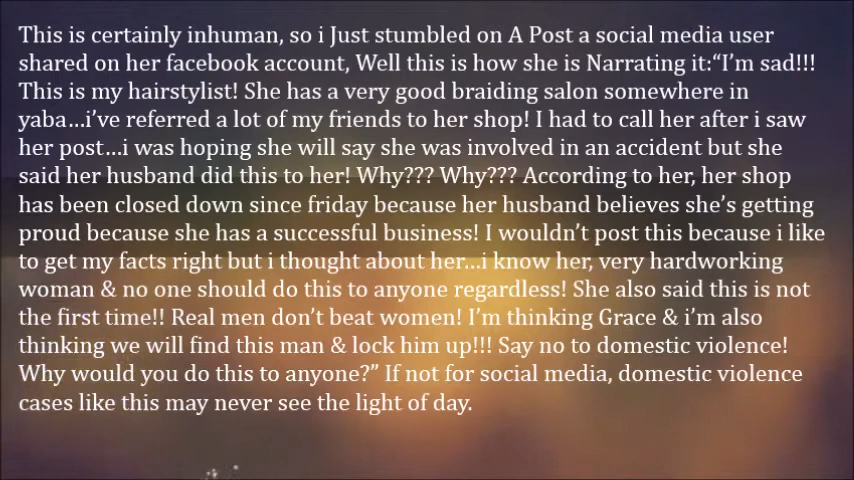 This is certainly inhuman, so i Just stumbled on A Post a social media user
shared on her facebook account, Well this is how she is Narrating it:“I’m sad!!!
This is my hairstylist! She has a very good braiding salon somewhere in
yaba…i’ve referred a lot of my friends to her shop! I had to call her after i saw
her post…i was hoping she will say she was involved in an accident but she
said her husband did this to her! Why??? Why??? According to her, her shop
has been closed down since friday because her husband believes she’s getting
proud because she has a successful business! I wouldn’t post this because i like
to get my facts right but i thought about her…i know her, very hardworking
woman & no one should do this to anyone regardless! She also said this is not
the first time!! Real men don’t beat women! I’m thinking Grace & i’m also
thinking we will find this man & lock him up!!! Say no to domestic violence!
Why would you do this to anyone?” If not for social media, domestic violence
cases like this may never see the light of day.